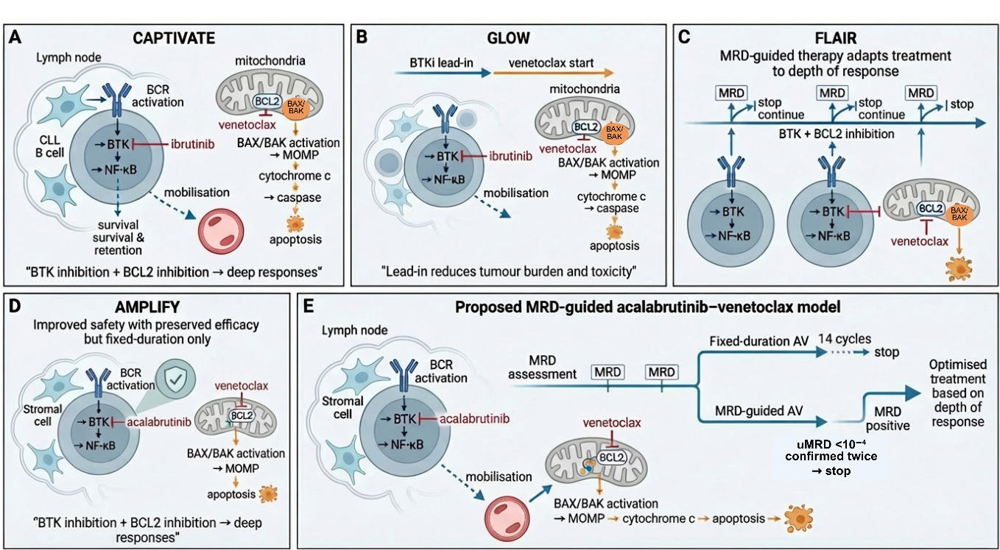 A
CAPTIVATE
Lymph node
mitochondria
BCR
activation
BCL2
BAX/
BAK
venetoclax
CLL
B cell
→BTK
ibrutinib
BAX/BAK activation
→ MOMP
→ NF-κB
cytochrome c
mobilisation
→ caspase
survival
survival &
retention
apoptosis
"BTK inhibition + BCL2 inhibition → deep responses"
B
GLOW
BTKi lead-in
venetoclax start
mitochondria
BCL2
BAX/
BAK
venetoclax
→BTK
ibrutinib
BAX/BAK activation
→ MOMP
→ NF-κB
mobilisation
cytochrome c
→ caspase
apoptosis
"Lead-in reduces tumour burden and toxicity"
C
FLAIR
MRD-guided therapy adapts treatment
to depth of response
MRD
MRD
MRD
stop
continue
stop
continue
stop
BTK + BCL2 inhibition
→ BTK
→ NF-κB
→ BTK
→ NF-κB
BCL2
BAX/
BAK
venetoclax
D
AMPLIFY
Improved safety with preserved efficacy
but fixed-duration only
BCR
activation
venetoclax
Stromal
cell
BCL2
→ BTK
acalabrutinib
→ NF-κB
BAX/BAK activation
→ MOMP
apoptosis
"BTK inhibition + BCL2 inhibition → deep
responses"
E
Proposed MRD-guided acalabrutinib–venetoclax model
Lymph node
BCR
activation
Stromal
cell
→ BTK
acalabrutinib
→ NF-κB
mobilisation
venetoclax
BCL2
BAX/BAK activation
→ MOMP → cytochrome c → apoptosis →
MRD
assessment
MRD
MRD
Fixed-duration AV
14 cycles
stop
MRD-guided AV
MRD
positive
uMRD <10⁻⁴
confirmed twice
→ stop
Optimised
treatment
based on
depth of
response